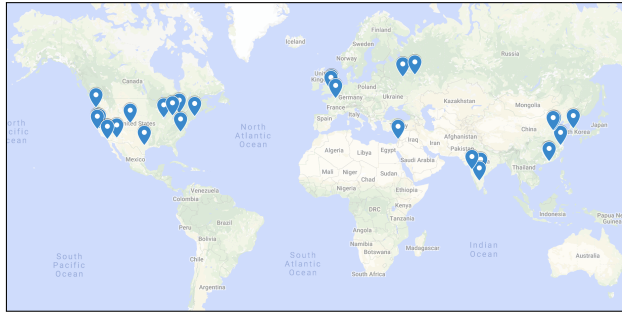 Iceland
Finland
Sweden
Norway
Russia
Canada
United
Kingdom
Poland
Germany
Ukraine
France
Spain
Italy
Kazakhstan
Mongolia
North
Pacific
Ocean
United States
North
Atlantic
Ocean
China
South Korea
Japan
Iraq
Iran
Afghanistan
Pakistan
Mexico
Algeria
Libya
Egypt
Saudi Arabia
India
Thailand
Mali
Niger
Chad
Sudan
Nigeria
Ethiopia
Venezuela
Colombia
Kenya
DRC
Tanzania
Indonesia
Papua New
Guinea
Brazil
Peru
Bolivia
Angola
Namibia
Botswana
Madagascar
Indian
Ocean
South
Pacific
Ocean
Chile
South
Atlantic
Ocean
Australia
South Africa
Argentina